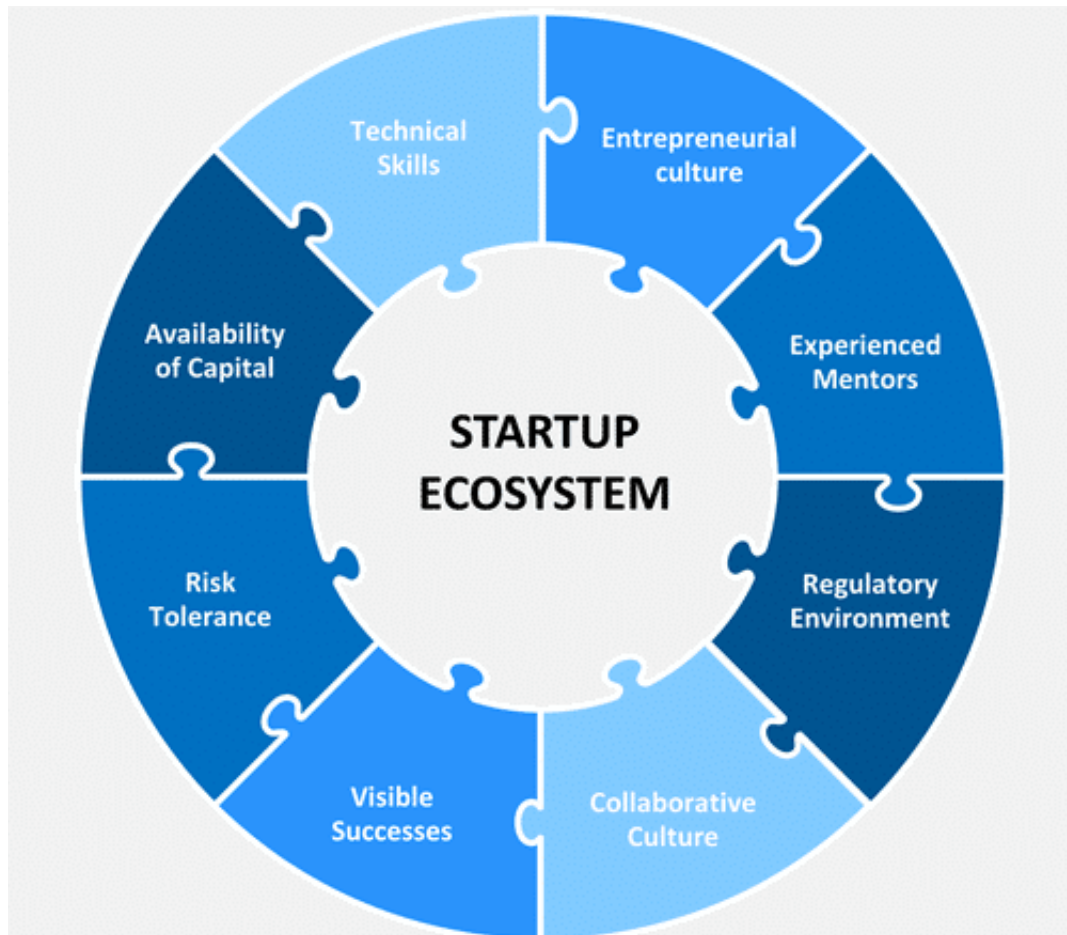 Technical
Skills
Entrepreneurial
culture
Experienced
Mentors
Regulatory
Environment
Collaborative
Culture
Visible
Successes
Risk
Tolerance
Availability
of Capital
STARTUP
ECOSYSTEM